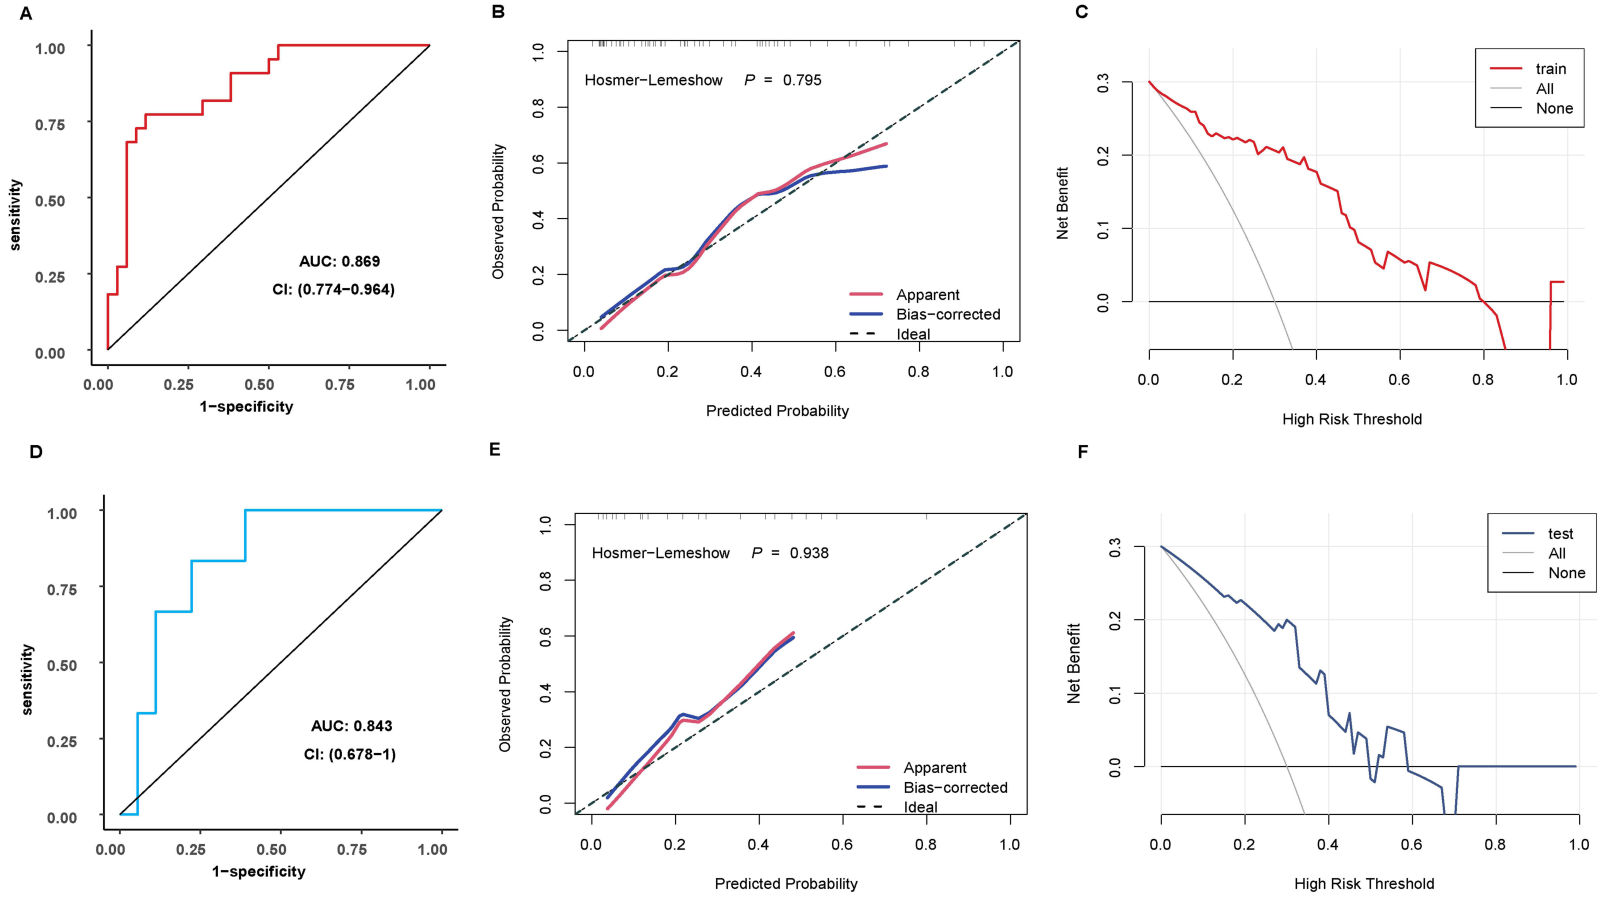 A
1.00
0.75
0.50
0.25
0.00
sensitivity
0.00 0.25 0.50 0.75 1.00
1−specificity
AUC: 0.869
CI: (0.774−0.964)
B
1.0
0.8
0.6
0.4
0.2
0.0
Observed Probability
Hosmer−Lemeshow P = 0.795
Apparent
Bias−corrected
Ideal
0.0 0.2 0.4 0.6 0.8 1.0
Predicted Probability
C
0.3
0.2
0.1
0.0
Net Benefit
train
All
None
0.0 0.2 0.4 0.6 0.8 1.0
High Risk Threshold
D
1.00
0.75
0.50
0.25
0.00
sensitivity
0.00 0.25 0.50 0.75 1.00
1−specificity
AUC: 0.843
CI: (0.678−1)
E
1.0
0.8
0.6
0.4
0.2
0.0
Observed Probability
Hosmer−Lemeshow P = 0.938
Apparent
Bias−corrected
Ideal
0.0 0.2 0.4 0.6 0.8 1.0
Predicted Probability
F
0.3
0.2
0.1
0.0
Net Benefit
test
All
None
0.0 0.2 0.4 0.6 0.8 1.0
High Risk Threshold